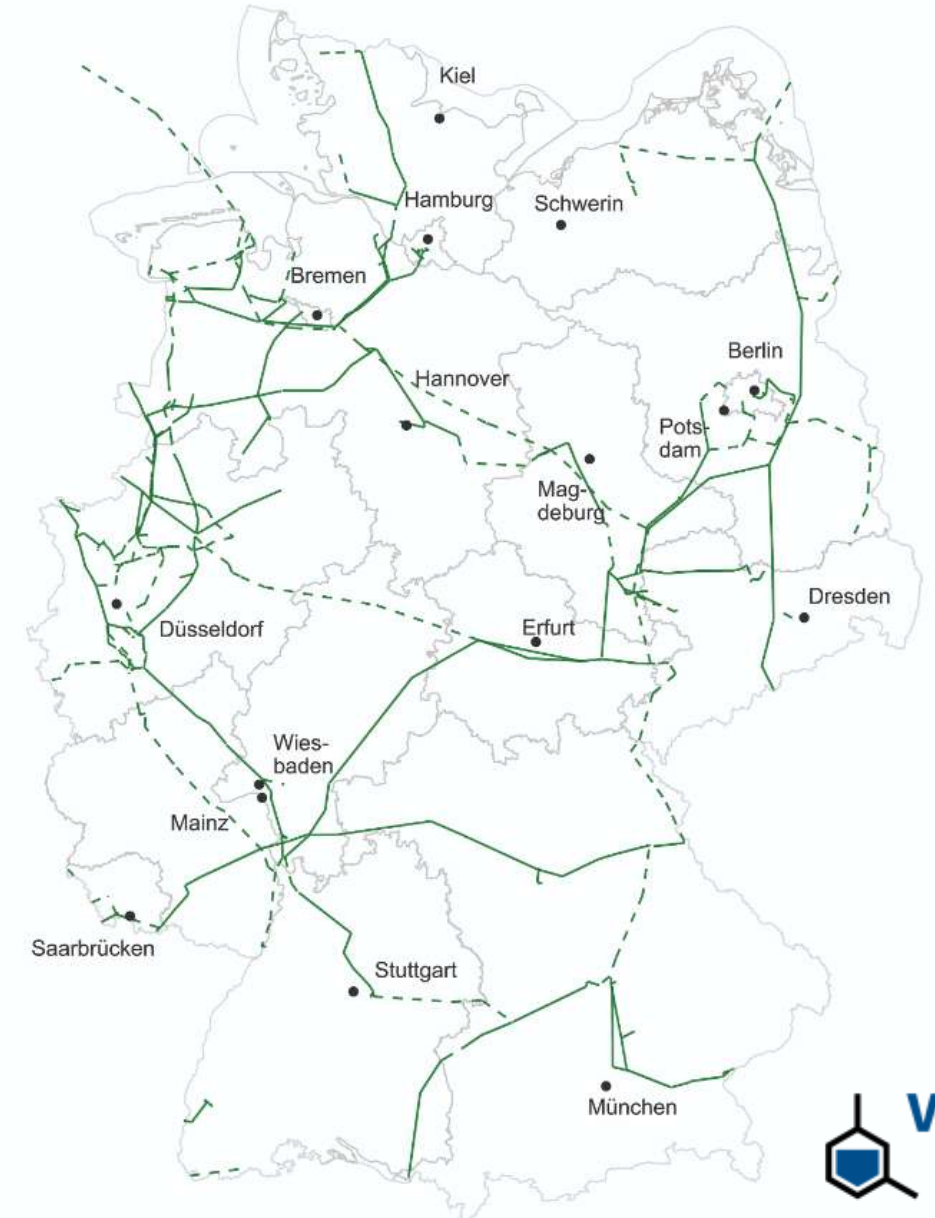 Kiel
Hamburg
Schwerin
Bremen
Berlin
Hannover
Pots-
dam
Mag-
deburg
Dresden
Düsseldorf
Erfurt
Wies-
baden
Mainz
Saarbrücken
Stuttgart
München
V